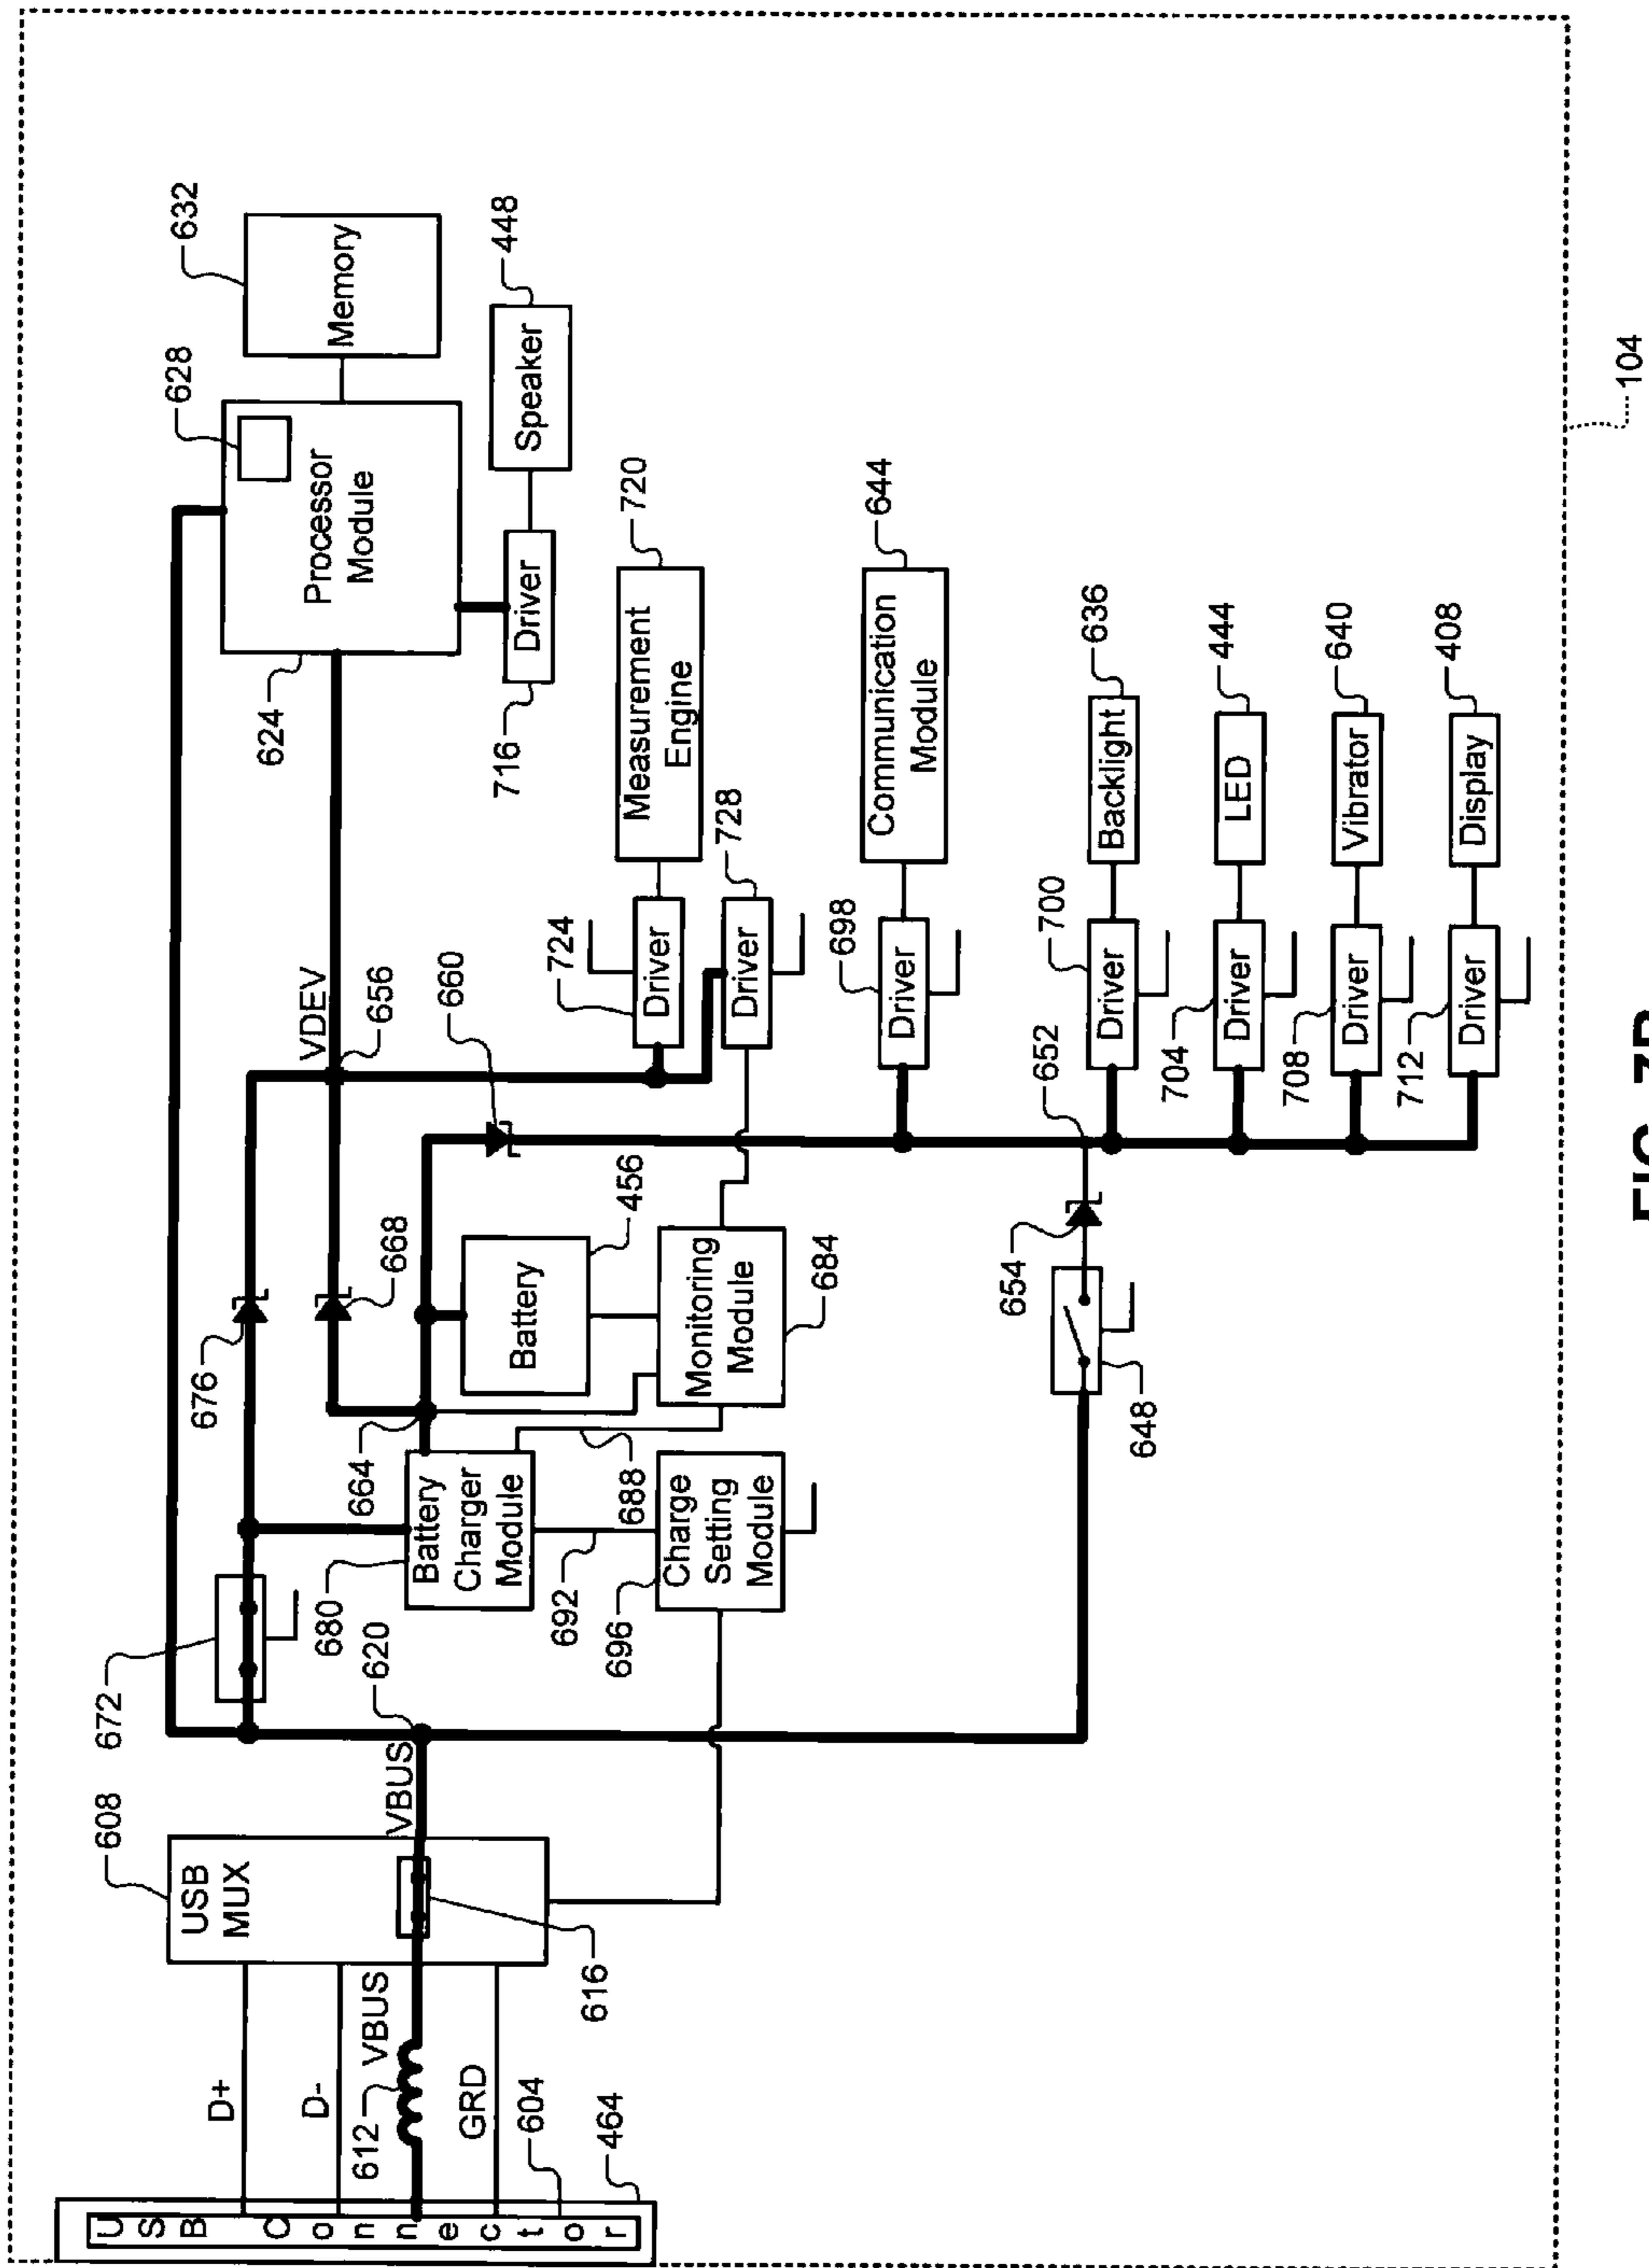 632
628
Memory
448
Processor
Module
Speaker
624
Driver
716
720
Measurement
Engine
VDEV
656
660
724
Driver
728
Driver
644
Communication
Module
698
Driver
636
Backlight
700
Driver
652
444
LED
704
Driver
640
Vibrator
708
Driver
408
Display
712
Driver
676
668
456
Battery
664
Monitoring
Module
684
654
648
672
680
Battery
Charger
Module
688
692
Charge
Setting
Module
696
620
608
USB
MUX
VBUS
616
D+
D-
VBUS
612
GRD
604
464
USB Connector
104
FIG.